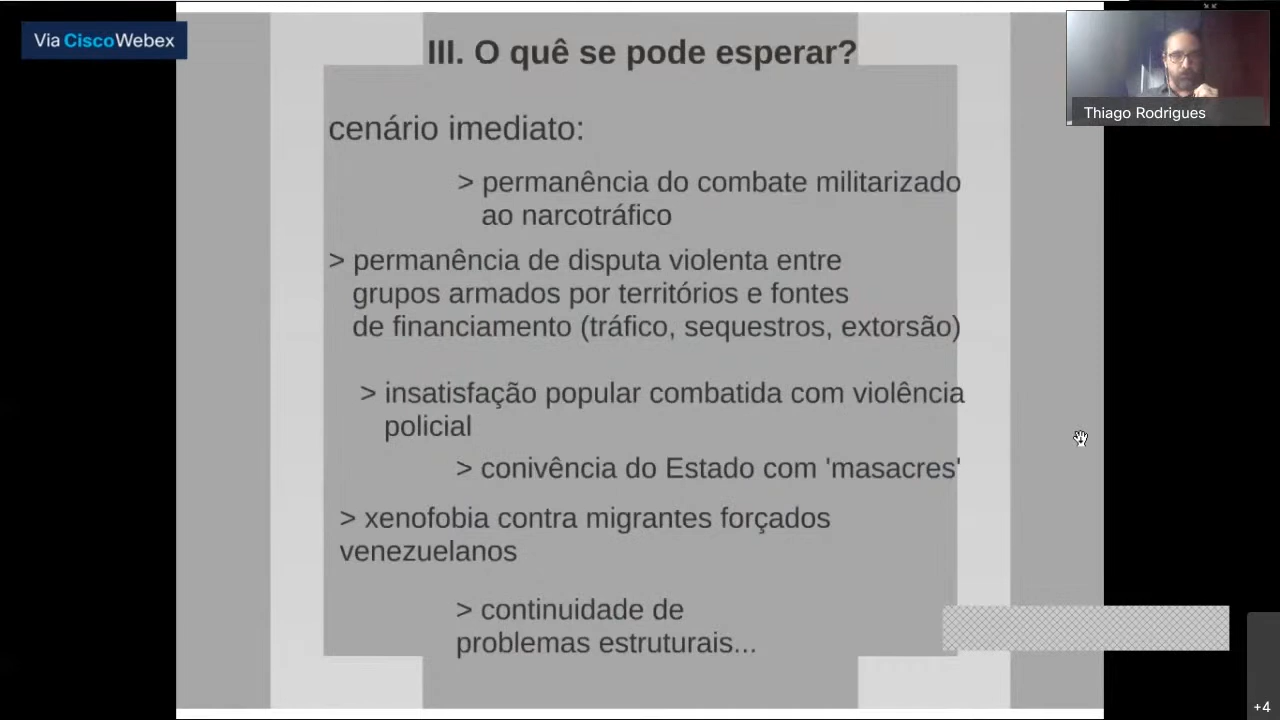 Via Cisco Webex
III. O quê se pode esperar?
Thiago Rodrigues
cenário imediato:
> permanência do combate militarizado
ao narcotráfico
> permanência de disputa violenta entre
grupos armados por territórios e fontes
de financiamento (tráfico, sequestros, extorsão)
> insatisfação popular combatida com violência
policial
> conivência do Estado com 'masacres'
> xenofobia contra migrantes forçados
venezuelanos
> continuidade de
problemas estruturais...
+4